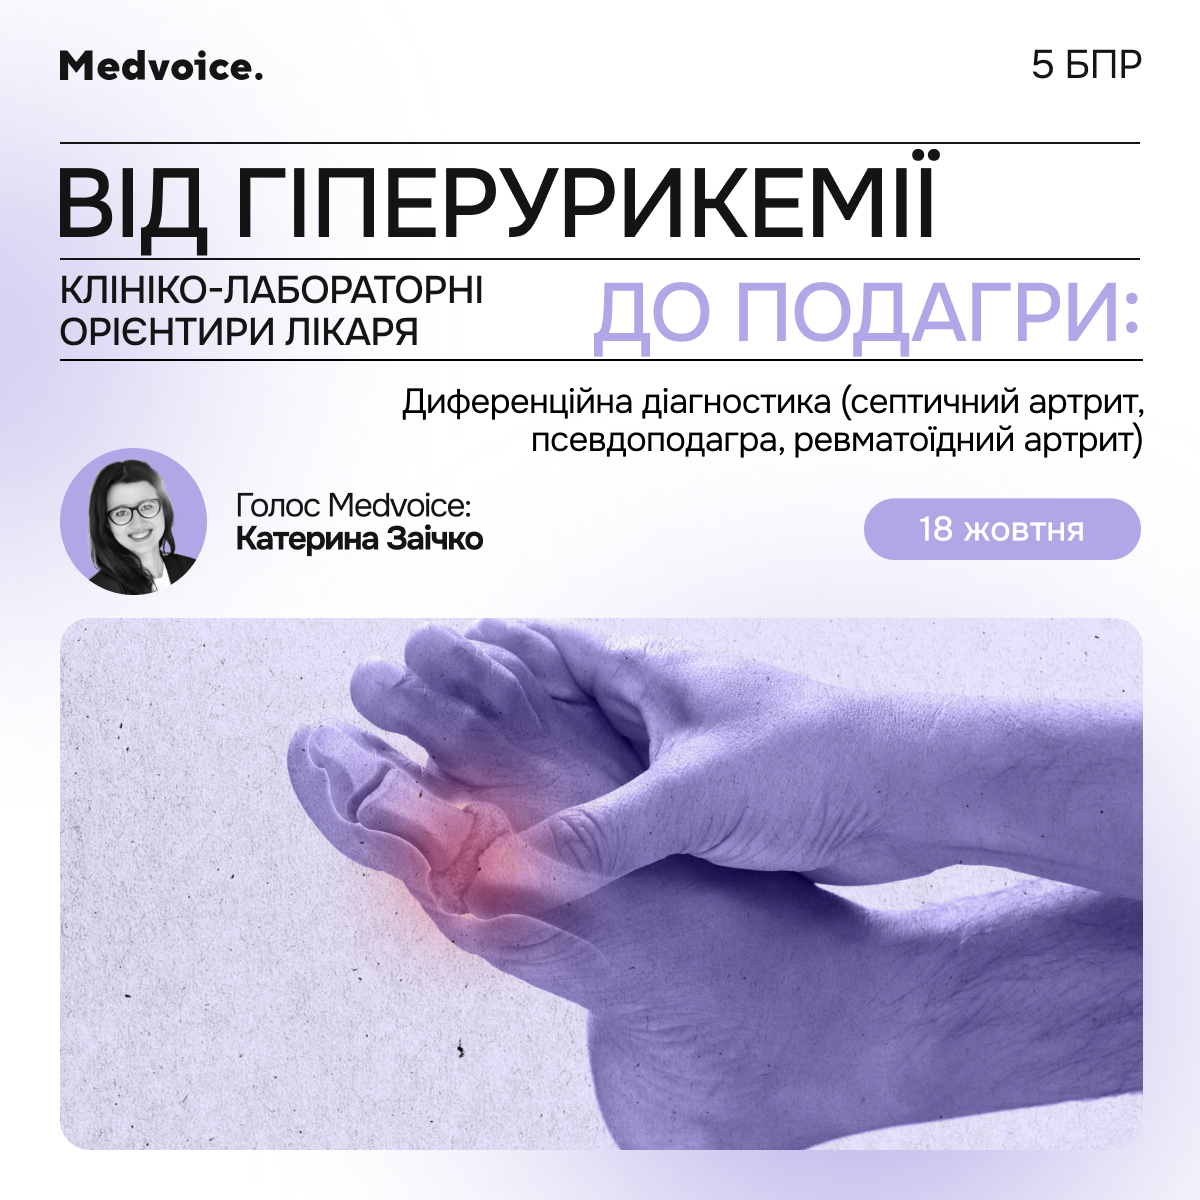 Medvoice.
5 БПР
ВІД ГІПЕРУРИКЕМІЇ
ДО ПОДАГРИ:
КЛІНІКО-ЛАБОРАТОРНІ
ОРІЄНТИРИ ЛІКАРЯ
Диференційна діагностика (септичний артрит,
псевдоподагра, ревматоїдний артрит)
Голос Medvoice:
Катерина Заічко
18 жовтня